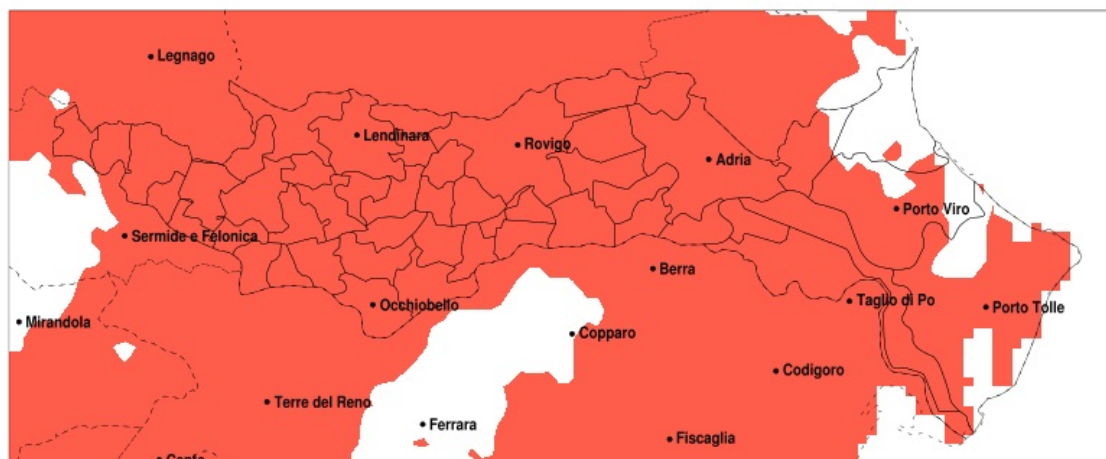 Legnago
Lendinara
Rovigo
Adria
Porto Viro
Sermide e Felonica
Berra
Taglio di Po
Occhiobello
Porto Tolle
Mirandola
Copparo
Codigoro
Terre del Reno
Ferrara
Fiscaglia